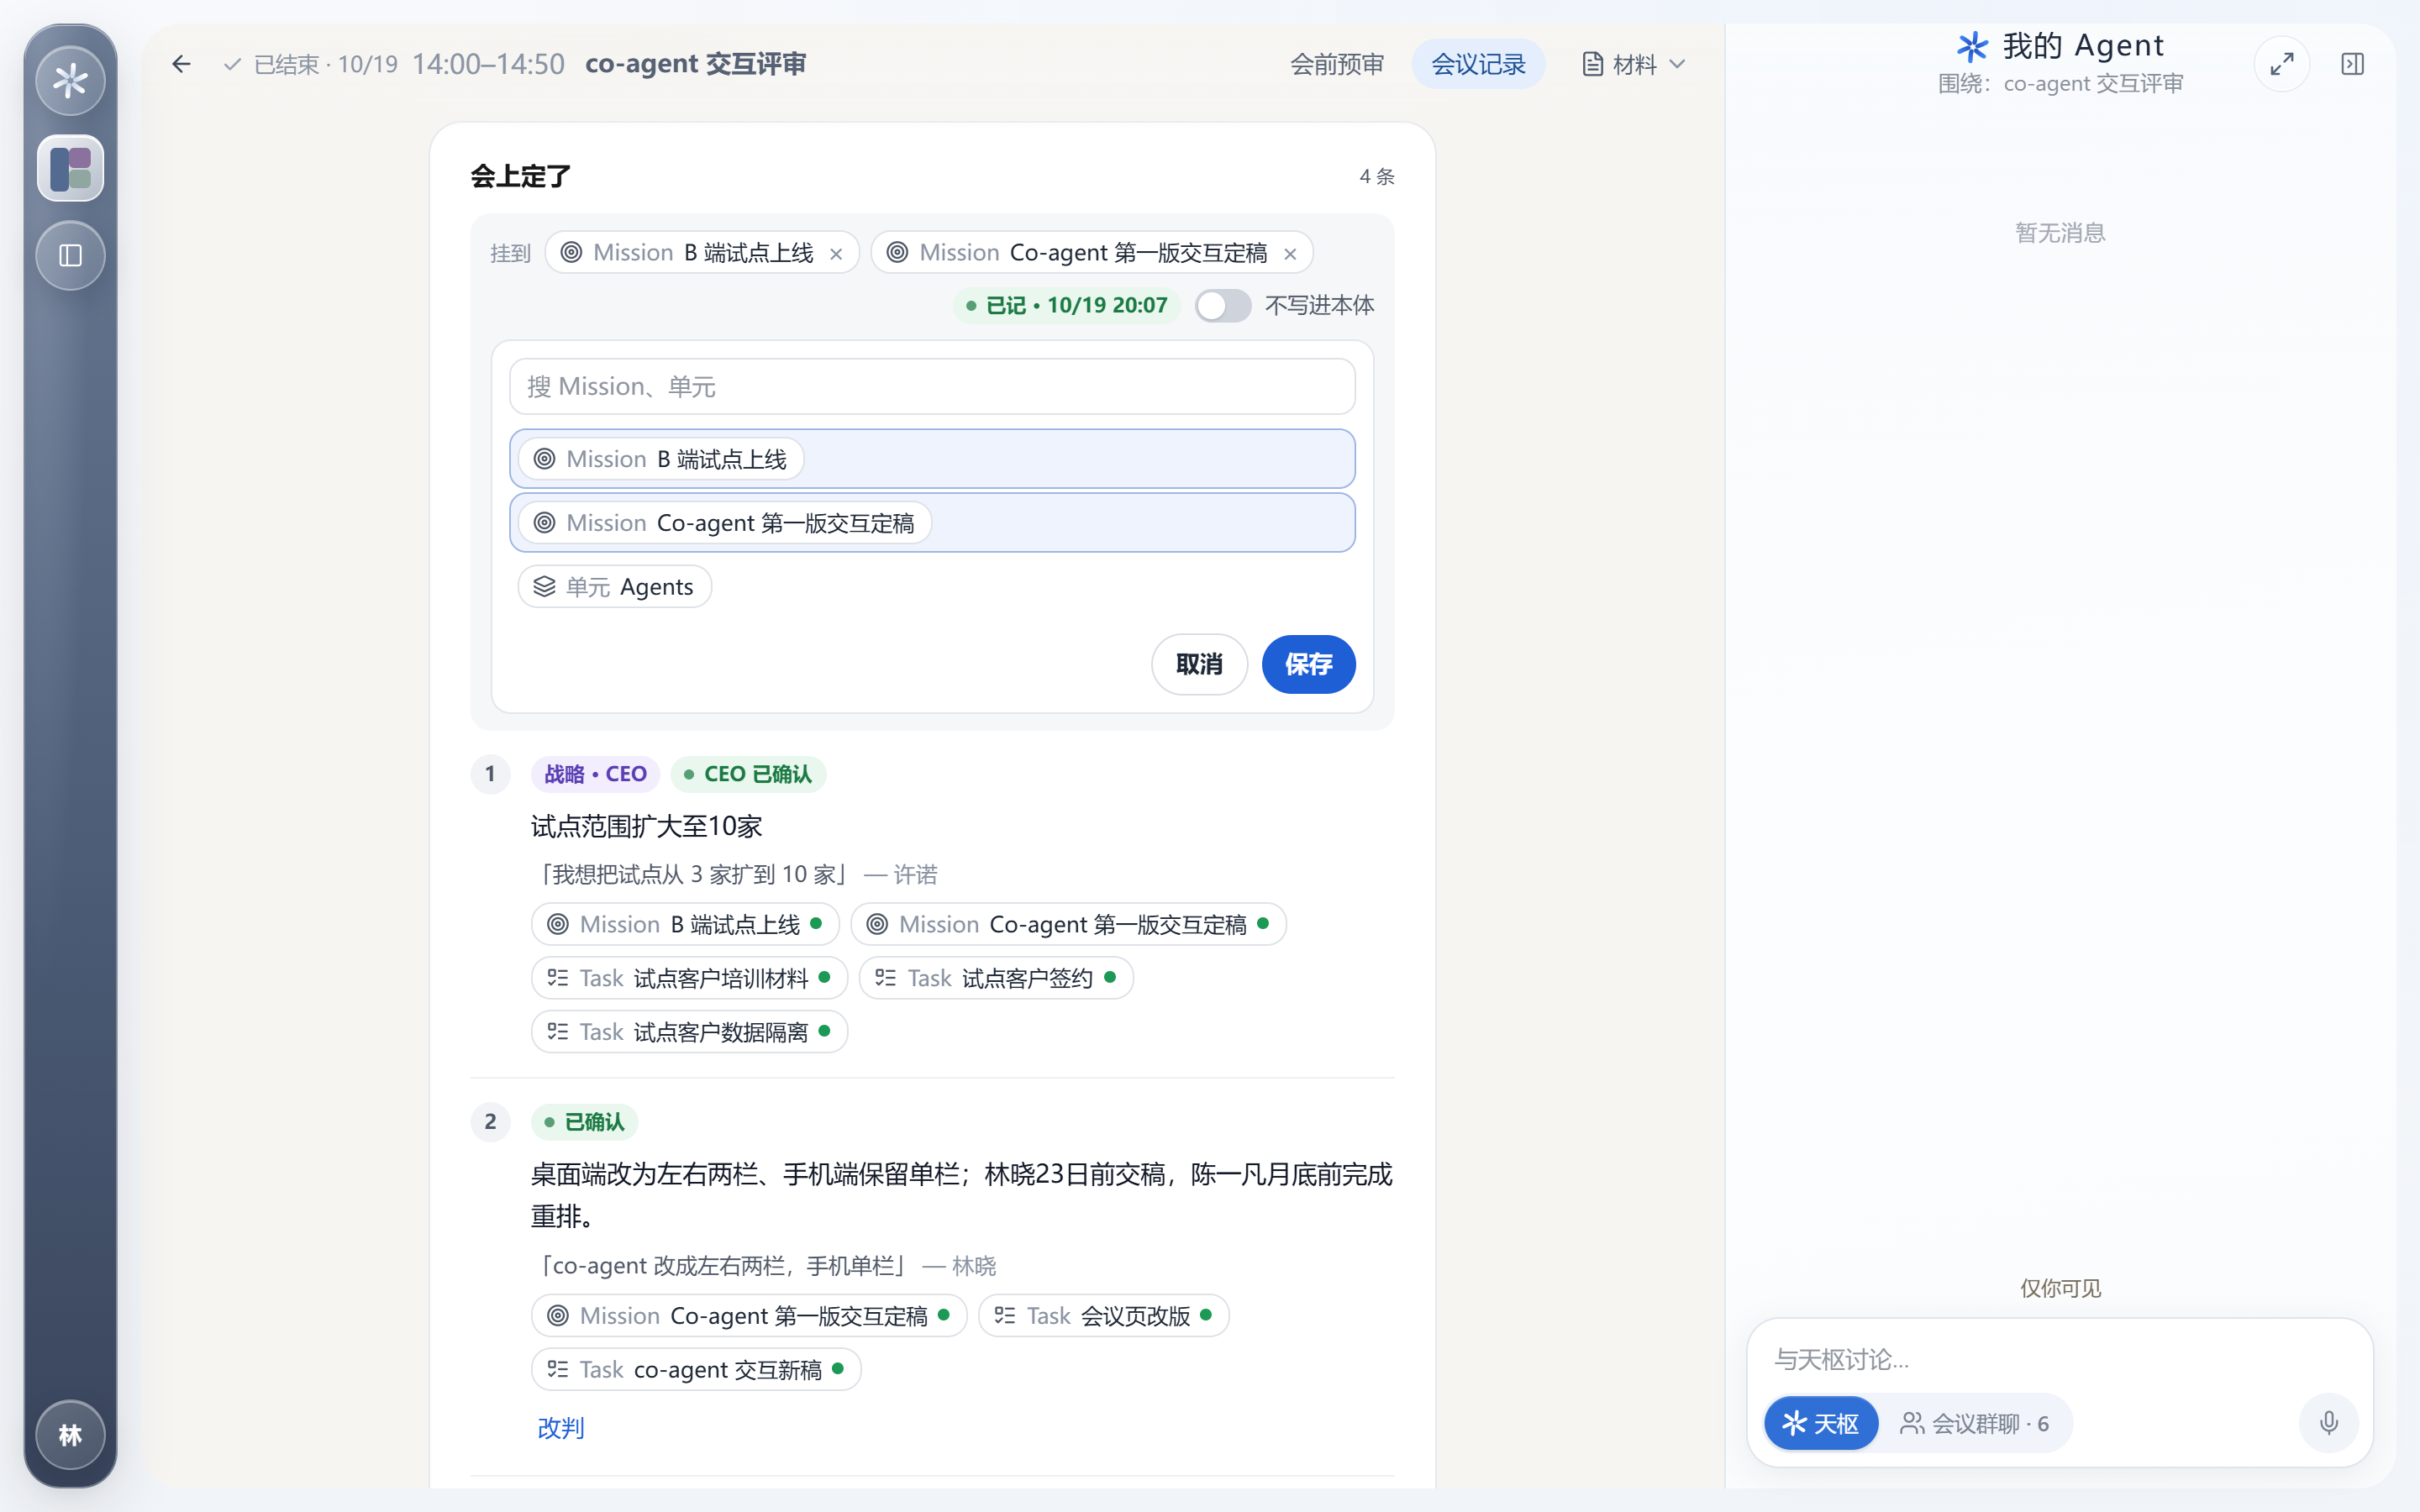 已结束 · 10/19 14:00–14:50 co-agent 交互评审
会前预审
会议记录
材料
会上定了
4 条
挂到 Mission B 端试点上线 × Mission Co-agent 第一版交互定稿 ×
已记 • 10/19 20:07 不写进本体
搜 Mission、单元
Mission B 端试点上线
Mission Co-agent 第一版交互定稿
单元 Agents
取消
保存
1 战略 • CEO CEO 已确认
试点范围扩大至10家
「我想把试点从 3 家扩到 10 家」 — 许诺
Mission B 端试点上线 Mission Co-agent 第一版交互定稿
Task 试点客户培训材料 Task 试点客户签约
Task 试点客户数据隔离
2 已确认
桌面端改为左右两栏、手机端保留单栏；林晓23日前交稿，陈一凡月底前完成
重排。
「co-agent 改成左右两栏，手机单栏」 — 林晓
Mission Co-agent 第一版交互定稿 Task 会议页改版
Task co-agent 交互新稿
改判
林
我的 Agent
围绕：co-agent 交互评审
暂无消息
仅你可见
与天枢讨论...
天枢 会议群聊 · 6